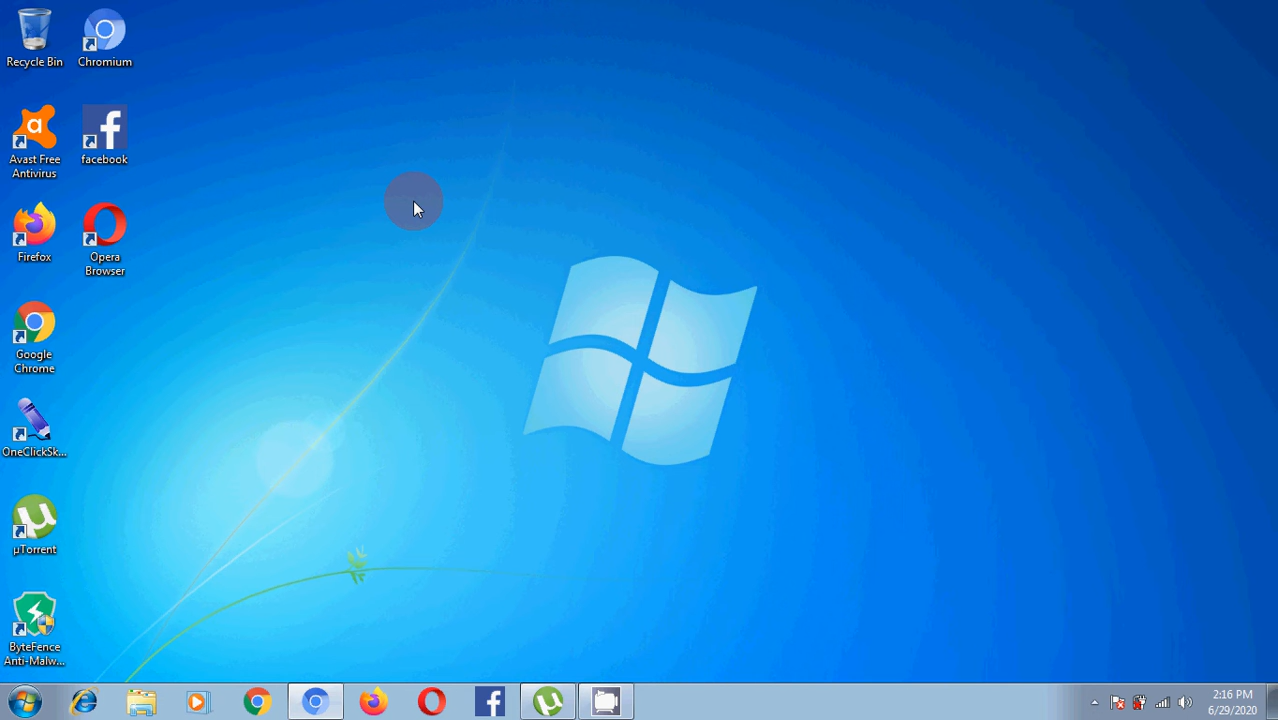 Recycle Bin
Chromium
Avast Free
Antivirus
facebook
Firefox
Opera
Browser
Google
Chrome
OneClickSk...
µTorrent
ByteFence
Anti-Malw...
2:16 PM
6/29/2020